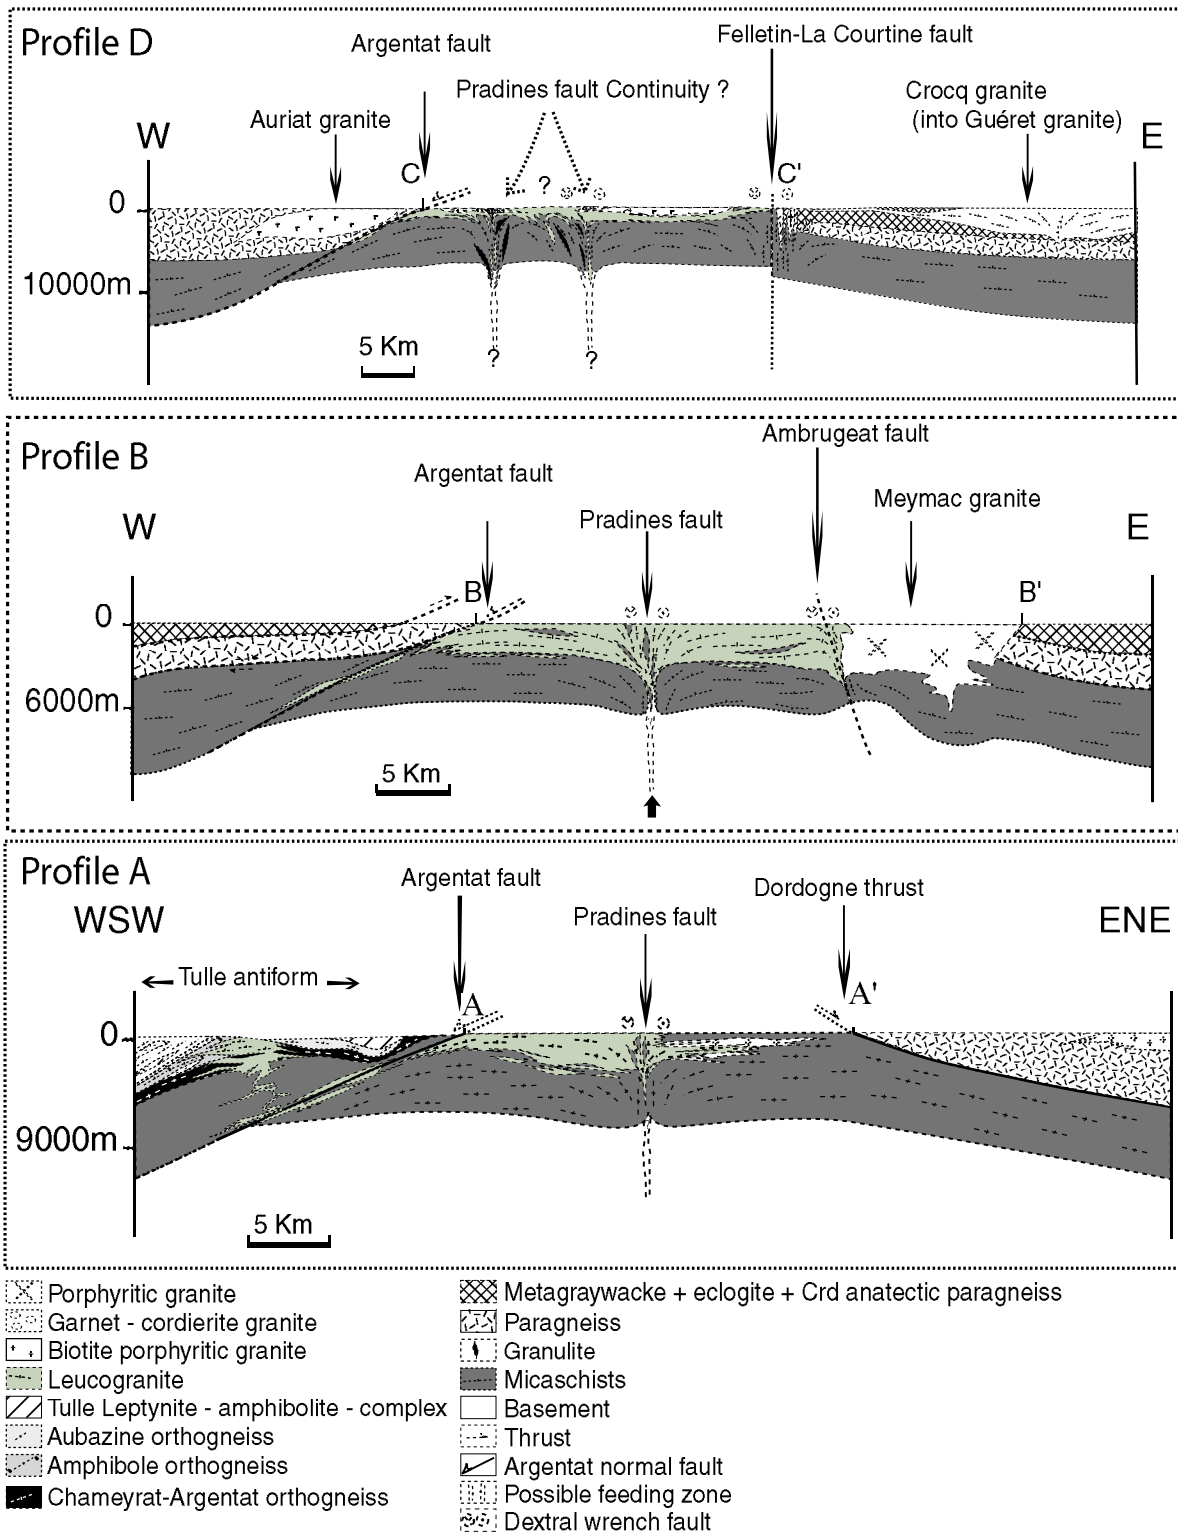 Profile D
Argentat fault
Felletin-La Courtine fault
Pradines fault Continuity ?
Crocq granite
(into Guéret granite)
Auriat granite
W
E
C
C'
?
0
10000m
5 Km
?
?
Profile B
Ambrugeat fault
Argentat fault
Meymac granite
Pradines fault
W
E
B
B'
0
6000m
5 Km
Profile A
Argentat fault
Dordogne thrust
WSW
Pradines fault
ENE
Tulle antiform
A
A'
0
9000m
5 Km
Porphyritic granite
Garnet - cordierite granite
Biotite porphyritic granite
Leucogranite
Tulle Leptynite - amphibolite - complex
Aubazine orthogneiss
Amphibole orthogneiss
Chameyrat-Argentat orthogneiss
Metagraywacke + eclogite + Crd anatectic paragneiss
Paragneiss
Granulite
Micaschists
Basement
Thrust
Argentat normal fault
Possible feeding zone
Dextral wrench fault